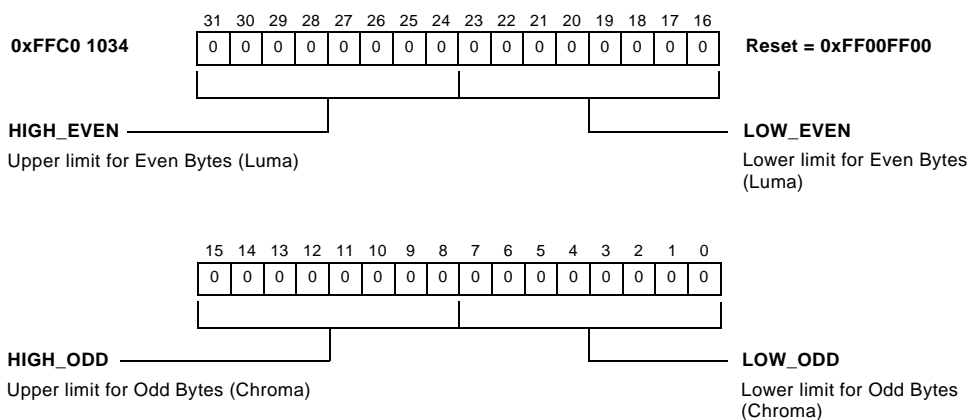 31 30 29 28 27 26 25 24 23 22 21 20 19 18 17 16
0xFFC0 1034
0 0 0 0 0 0 0 0 0 0 0 0 0 0 0 0
Reset = 0xFF00FF00
HIGH_EVEN
Upper limit for Even Bytes (Luma)
LOW_EVEN
Lower limit for Even Bytes
(Luma)
15 14 13 12 11 10 9 8 7 6 5 4 3 2 1 0
0 0 0 0 0 0 0 0 0 0 0 0 0 0 0 0
HIGH_ODD
Upper limit for Odd Bytes (Chroma)
LOW_ODD
Lower limit for Odd Bytes
(Chroma)